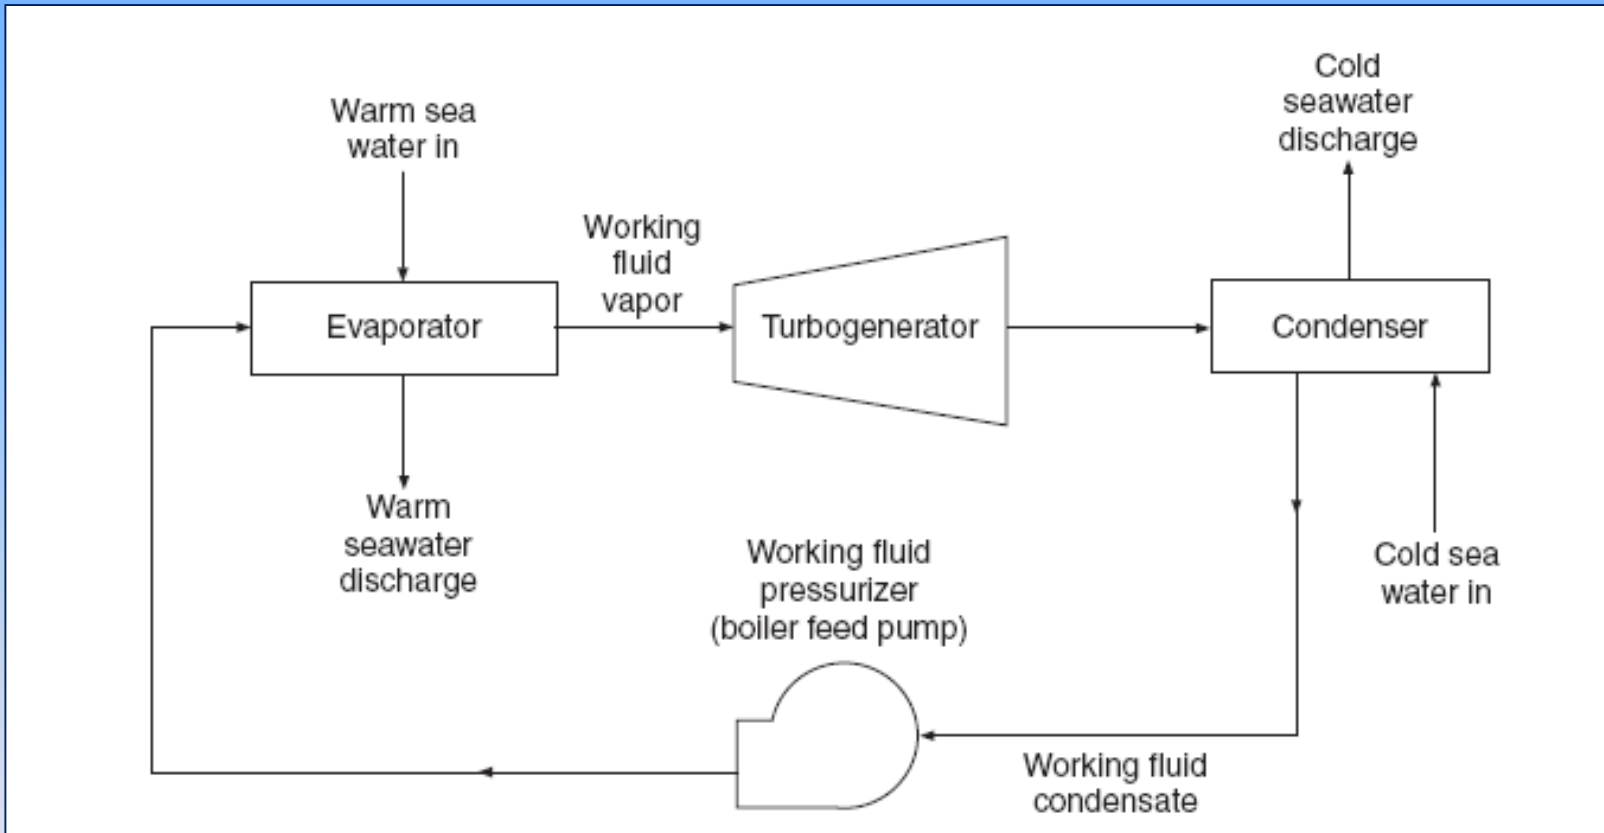 Warm sea
water in
Working
fluid
vapor
Cold
seawater
discharge
Evaporator
Turbogenerator
Condenser
Warm
seawater
discharge
Working fluid
pressurizer
(boiler feed pump)
Cold sea
water in
Working fluid
condensate